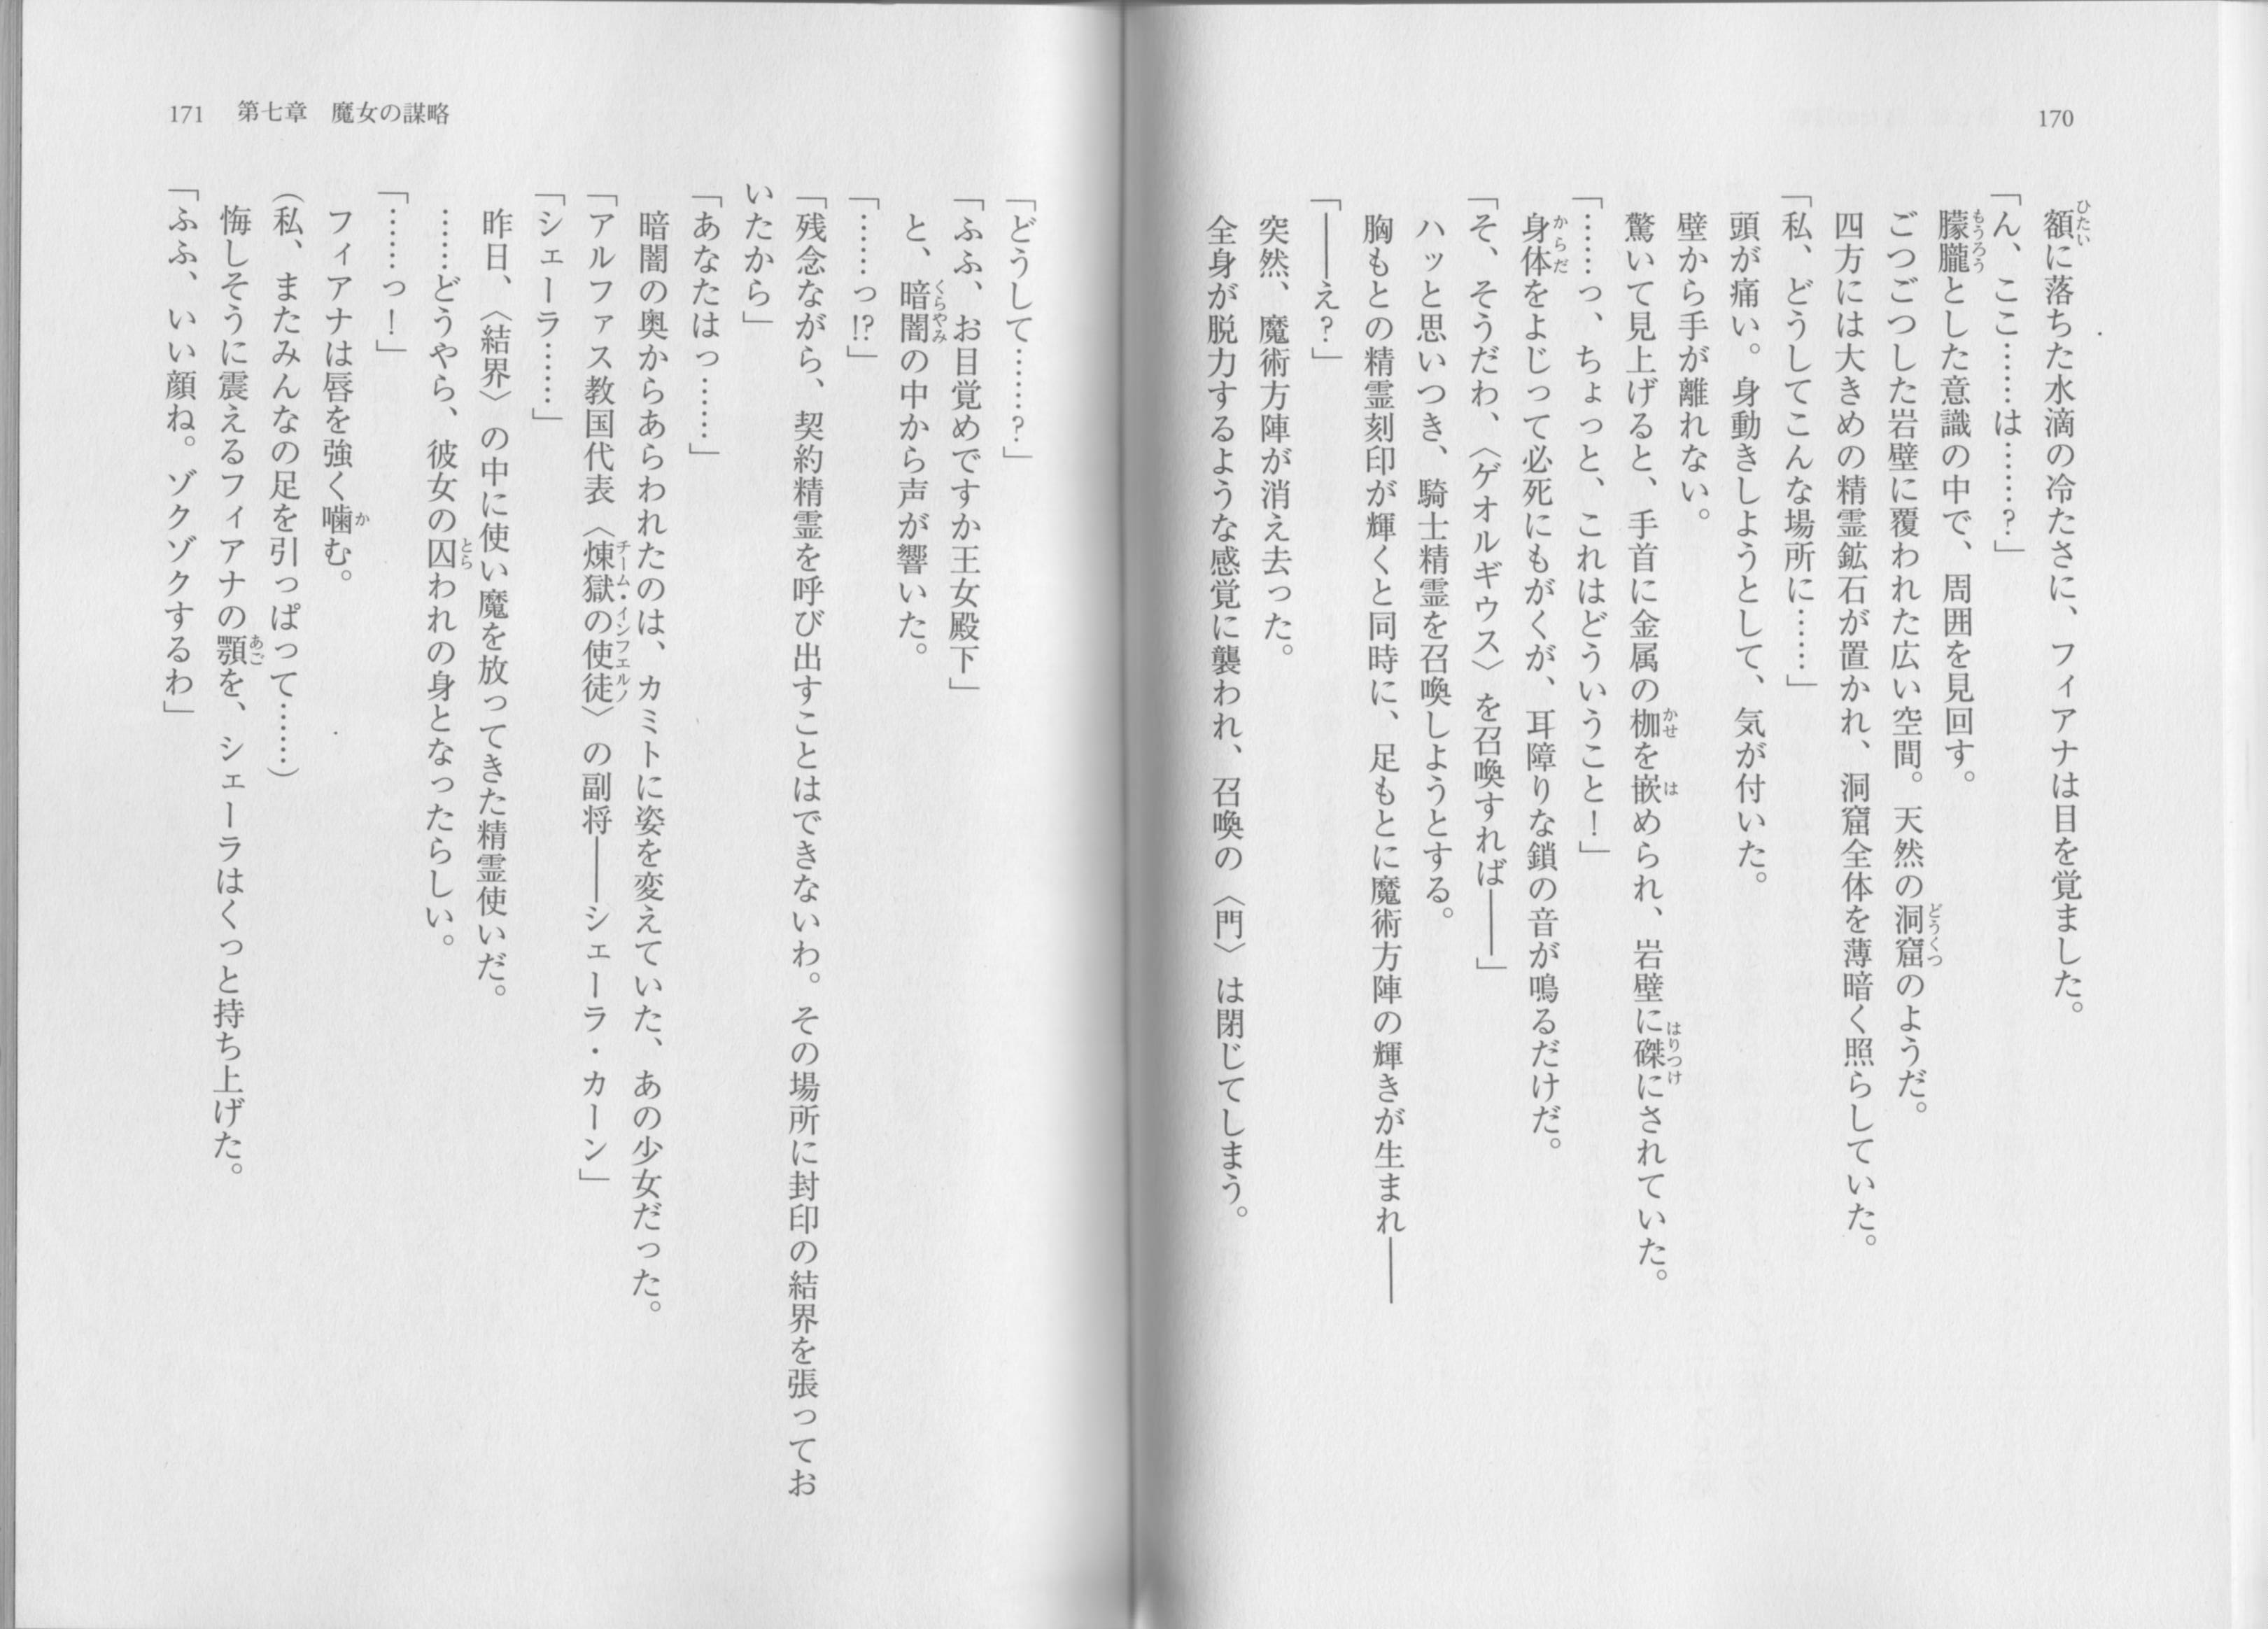 170
額に落ちた水滴の冷たさに、フィアナは目を覚ました。
「ん、ここ……は……？」
朦朧とした意識の中で、周囲を見回す。
ごつごつした岩壁に覆われた広い空間。天然の洞窟のようだ。
四方には大きめの精霊鉱石が置かれ、洞窟全体を薄暗く照らしていた。
「私、どうしてこんな場所に……」
頭が痛い。身動きしようとして、気が付いた。
壁から手が離れない。
驚いて見上げると、手首に金属の枷を嵌められ、岩壁に磔にされていた。
「……っ、ちょっと、これはどういうこと！」
身体をよじって必死にもがくが、耳障りな鎖の音が鳴るだけだ。
「そ、そうだわ、〈ゲオルギウス〉を召喚すれば――」
ハッと思いつき、騎士精霊を召喚しようとする。
胸もとの精霊刻印が輝くと同時に、足もとに魔術方陣の輝きが生まれ――
「――え？」
突然、魔術方陣が消え去った。
全身が脱力するような感覚に襲われ、召喚の〈門〉は閉じてしまう。
171 第七章 魔女の謀略
「どうして……？」
「ふふ、お目覚めですか王女殿下」
と、暗闇の中から声が響いた。
「……っ!?」
「残念ながら、契約精霊を呼び出すことはできないわ。その場所に封印の結界を張ってお
いたから」
「あなたはっ……」
暗闇の奥からあらわれたのは、カミトに姿を変えていた、あの少女だった。
「アルファス教国代表〈煉獄の使徒〉の副将――シェーラ・カーン」
「シェーラ……」
昨日、〈結界〉の中に使い魔を放ってきた精霊使いだ。
……どうやら、彼女の囚われの身となったらしい。
「……っ！」
フィアナは唇を強く噛む。
（私、またみんなの足を引っぱって……）
悔しそうに震えるフィアナの顎を、シェーラはくっと持ち上げた。
「ふふ、いい顔ね。ゾクゾクするわ」